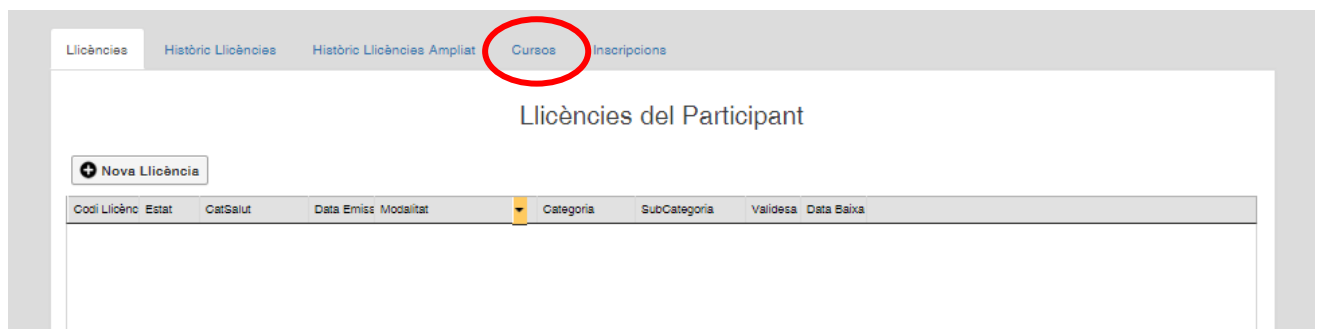 Llicències Històric Llicències Històric Llicències Ampliat Cursos Inscripcions
Llicències del Participant
Nova Llicència
Codi Llicènc Estat CatSalut Data Emiss Modalitat Categoria SubCategoria Validesa Data Baixa